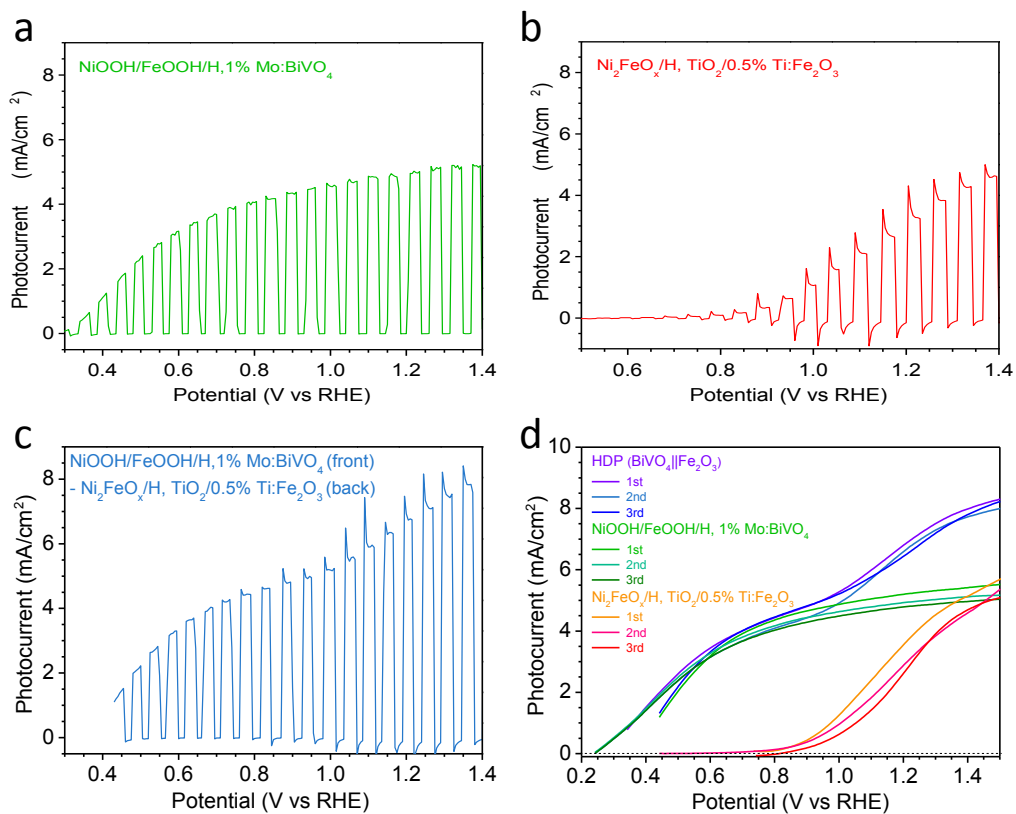 a
NiOOH/FeOOH/H,1% Mo:BiVO₄
Photocurrent (mA/cm²)
8
6
4
2
0
0.4 0.6 0.8 1.0 1.2 1.4
Potential (V vs RHE)
b
Ni₂FeOₓ/H, TiO₂/0.5% Ti:Fe₂O₃
Photocurrent (mA/cm²)
8
6
4
2
0
0.6 0.8 1.0 1.2 1.4
Potential (V vs RHE)
c
NiOOH/FeOOH/H,1% Mo:BiVO₄ (front)
- Ni₂FeOₓ/H, TiO₂/0.5% Ti:Fe₂O₃ (back)
Photocurrent (mA/cm²)
8
6
4
2
0
0.4 0.6 0.8 1.0 1.2 1.4
Potential (V vs RHE)
d
HDP (BiVO₄||Fe₂O₃)
1st
2nd
3rd
NiOOH/FeOOH/H, 1% Mo:BiVO₄
1st
2nd
3rd
Ni₂FeOₓ/H, TiO₂/0.5% Ti:Fe₂O₃
1st
2nd
3rd
Photocurrent (mA/cm²)
10
8
6
4
2
0
0.2 0.4 0.6 0.8 1.0 1.2 1.4
Potential (V vs RHE)